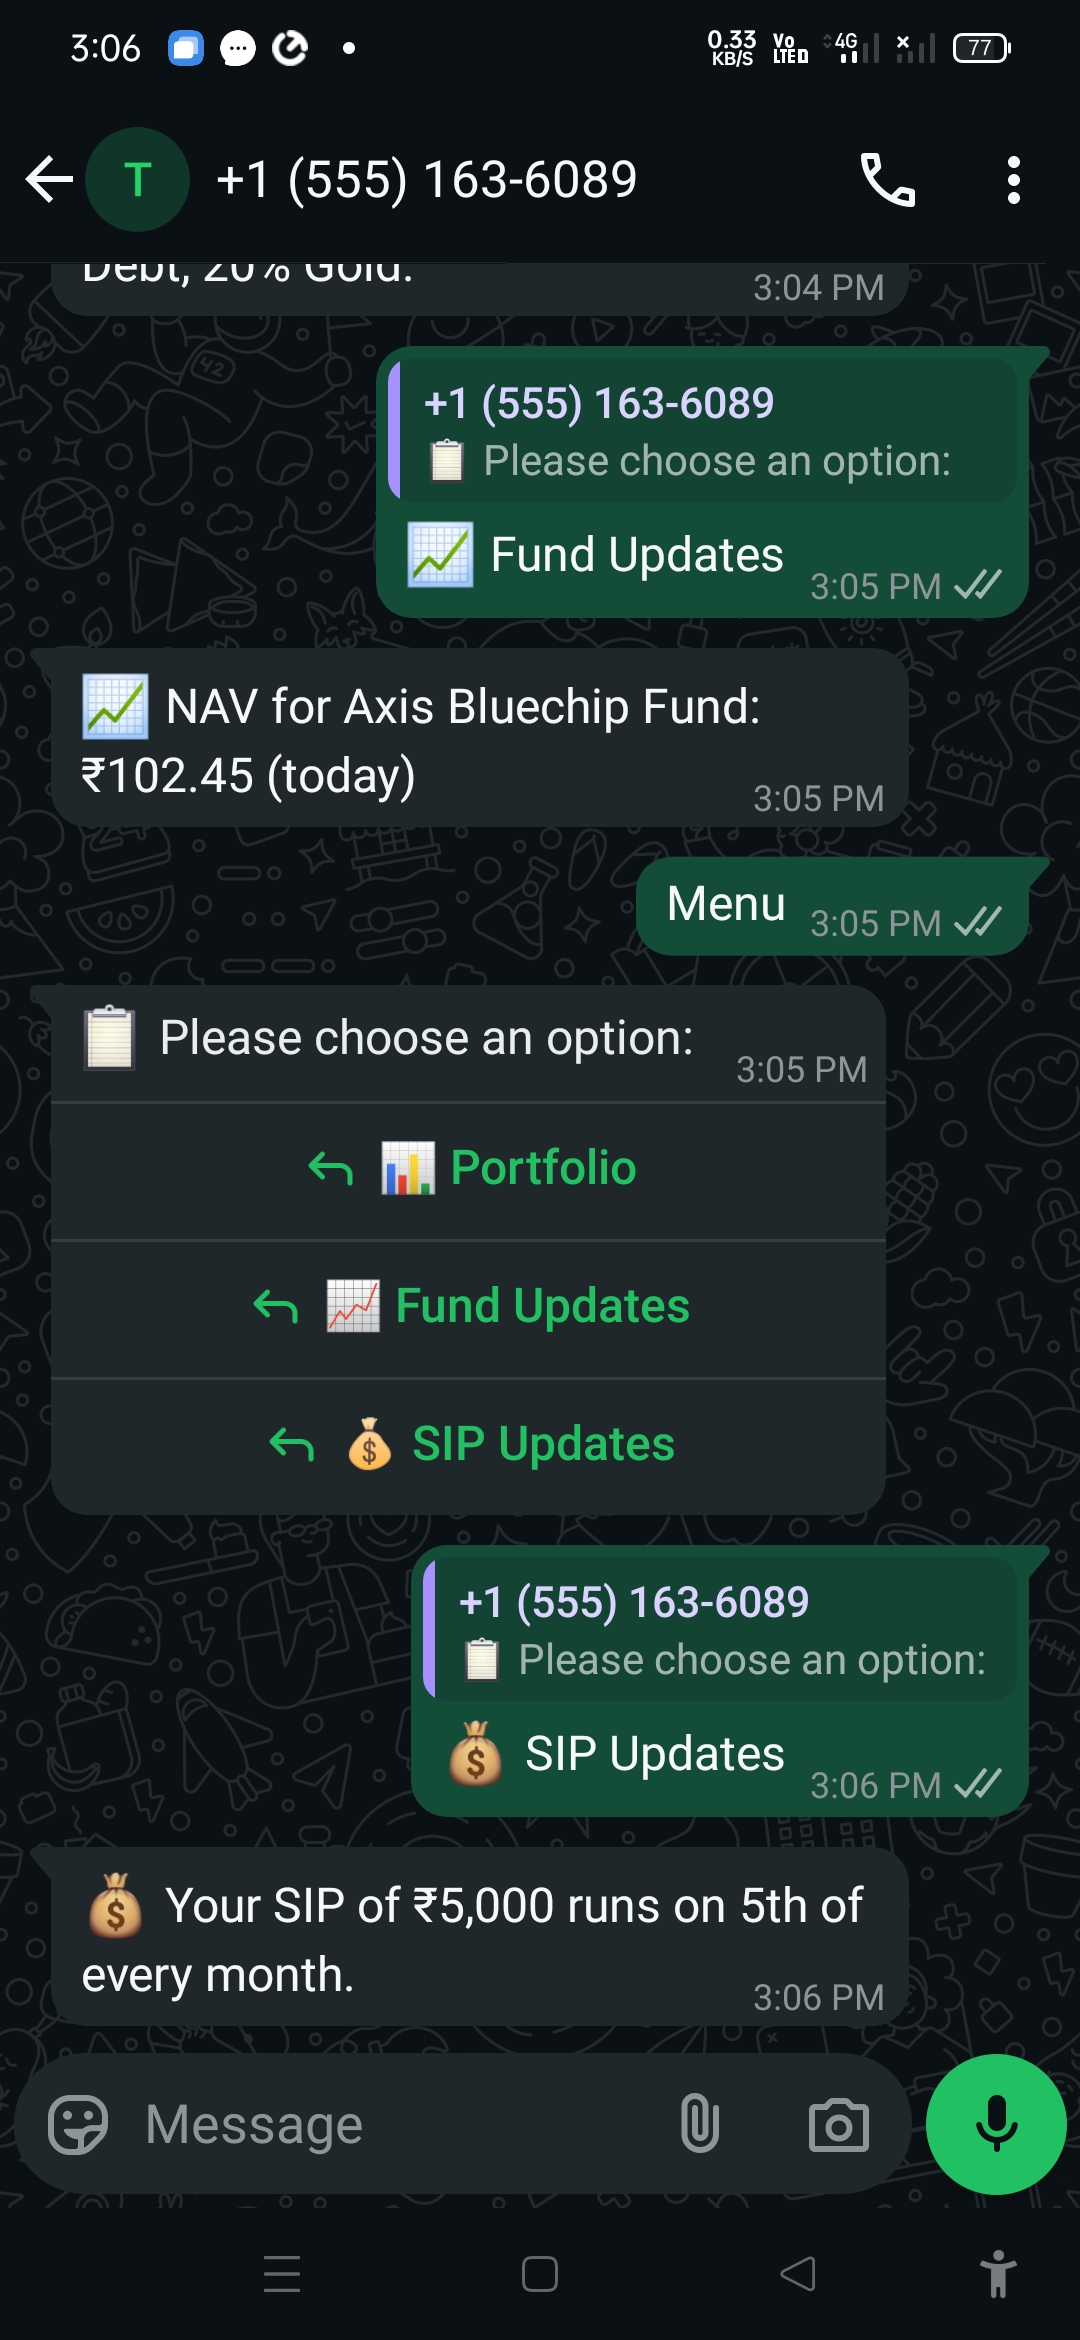 3:06
0.33
KB/S
Vo
LTE
4G
77
T
+1 (555) 163-6089
Debt, 20% Gold.
3:04 PM
+1 (555) 163-6089
📋 Please choose an option:
📈 Fund Updates
3:05 PM
📈 NAV for Axis Bluechip Fund:
₹102.45 (today)
3:05 PM
Menu
3:05 PM
📋 Please choose an option:
3:05 PM
📊 Portfolio
📈 Fund Updates
💰 SIP Updates
+1 (555) 163-6089
📋 Please choose an option:
💰 SIP Updates
3:06 PM
💰 Your SIP of ₹5,000 runs on 5th of
every month.
3:06 PM
Message